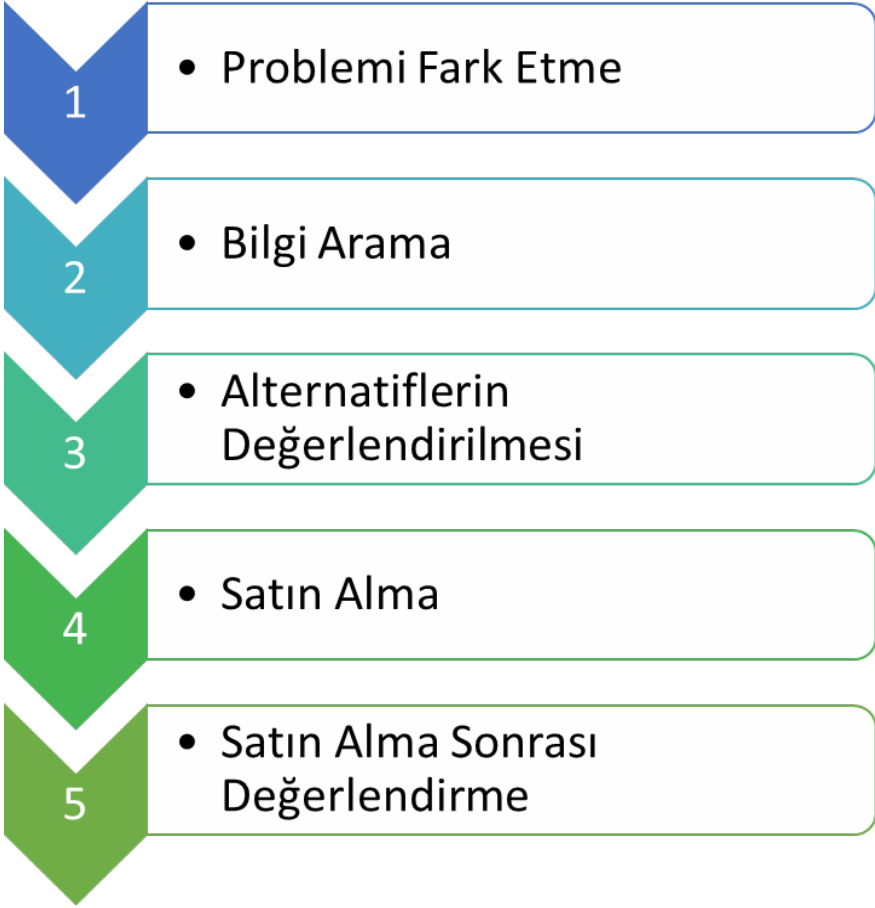 1
• Problemi Fark Etme
2
• Bilgi Arama
3
• Alternatiflerin
Değerlendirilmesi
4
• Satın Alma
5
• Satın Alma Sonrası
Değerlendirme